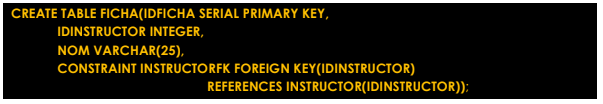 CREATE TABLE FICHA(IDFICHA SERIAL PRIMARY KEY,
IDINSTRUCTOR INTEGER,
NOM VARCHAR(25),
CONSTRAINT INSTRUCTORFK FOREIGN KEY(IDINSTRUCTOR)
REFERENCES INSTRUCTOR(IDINSTRUCTOR));